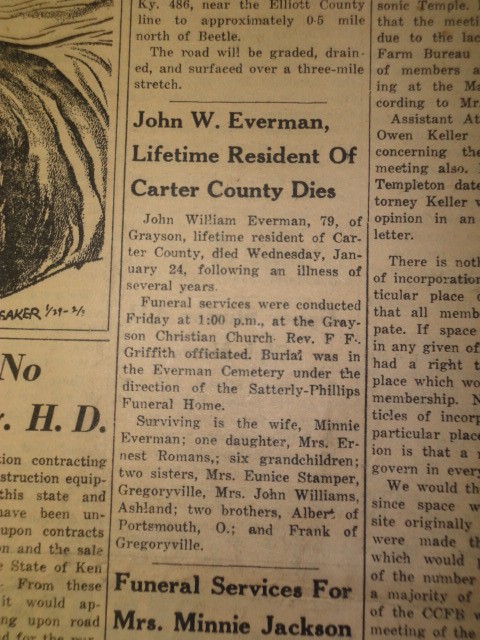 Ky. 486, near the Elliott County
line to approximately 0.5 mile
north of Beetle.
The road will be graded, drain-
ed, and surfaced over a three-mile
stretch.
John W. Everman,
Lifetime Resident Of
Carter County Dies
John William Everman, 79, of
Grayson, lifetime resident of Car-
ter County, died Wednesday, Jan-
uary 24, following an illness of
several years.
Funeral services were conducted
Friday at 1:00 p.m., at the Gray-
son Christian Church. Rev. F F.
Griffith officiated. Burial was in
the Everman Cemetery under the
direction of the Satterly-Phillips
Funeral Home.
Surviving is the wife, Minnie
Everman; one daughter, Mrs. Er-
nest Romans,; six grandchildren;
two sisters, Mrs. Eunice Stamper,
Gregoryville, Mrs. John Williams,
Ashland; two brothers, Albert of
Portsmouth, O.; and Frank of
Gregoryville.
Funeral Services For
Mrs. Minnie Jackson
EAKER
No
. H. D.
ion contracting
struction equip-
this state and
have been un-
upon contracts
n and the sale
State of Ken
From these
it would ap-
ng upon road
sonic Temple.
that the meeti
due to the lac
Farm Bureau
of members a
ing at the Ma
cording to Mr
Assistant At
Owen Keller
concerning the
meeting also.
Templeton date
torney Keller
opinion in an
letter.
There is noth
of incorporation
ticular place
that all memb
pate. If space
in any given of
had a right t
place which wo
membership. N
ticles of incorp
particular place
ion is that a
govern in every
We would th
since space w
site originally
were made th
which would
of the number
a majority of
of the CCFB
meeting of the